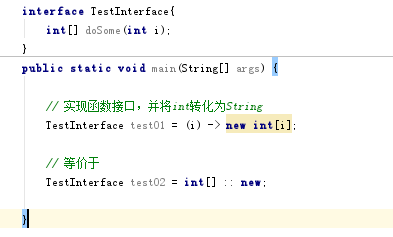 interface TestInterface{
int[] doSome(int i);
}
public static void main(String[] args) {
// 实现函数接口，并将int转化为String
TestInterface test01 = (i) -> new int[i];
// 等价于
TestInterface test02 = int[] :: new;
}